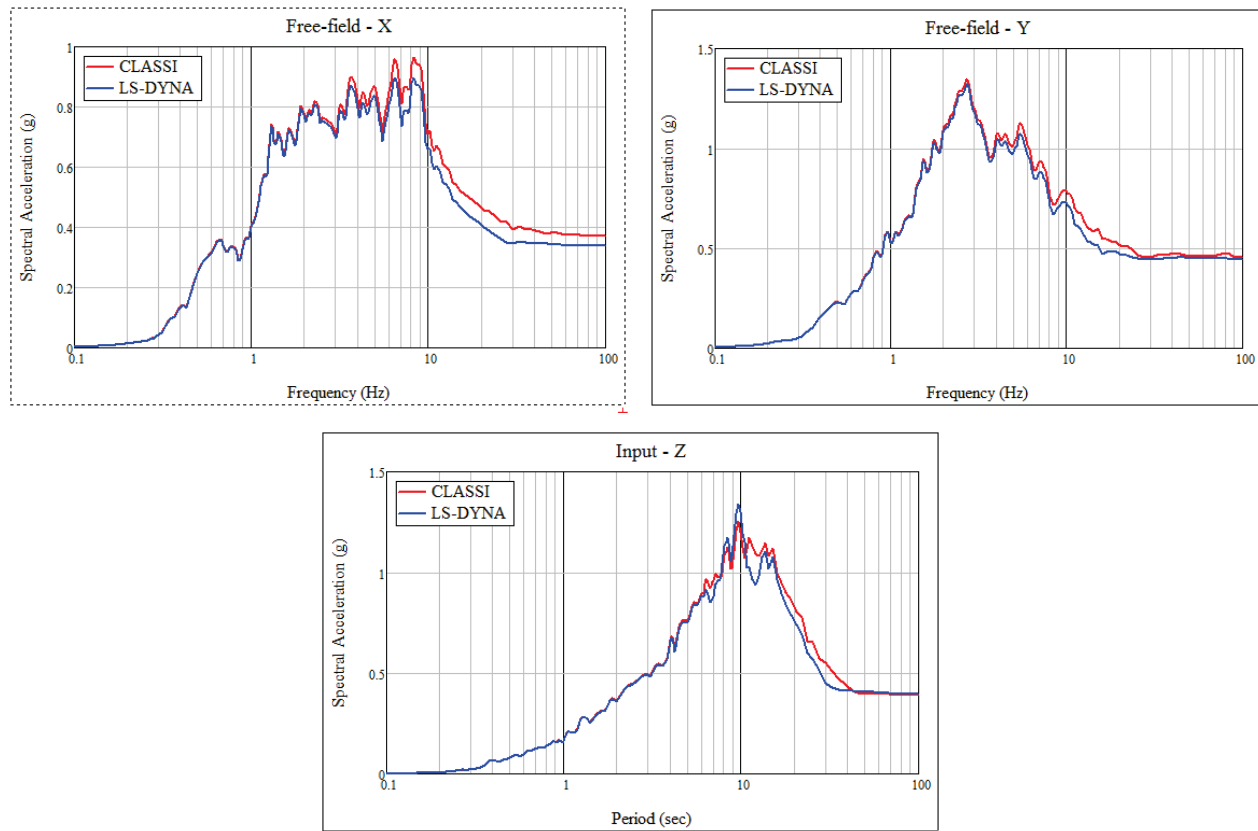 Free-field - X
CLASSI
LS-DYNA
Spectral Acceleration (g)
1
0.8
0.6
0.4
0.2
0
0.1
1
10
100
Frequency (Hz)
Free-field - Y
CLASSI
LS-DYNA
Spectral Acceleration (g)
1.5
1
0.5
0
0.1
1
10
100
Frequency (Hz)
Input - Z
CLASSI
LS-DYNA
Spectral Acceleration (g)
1.5
1
0.5
0
0.1
1
10
100
Period (sec)